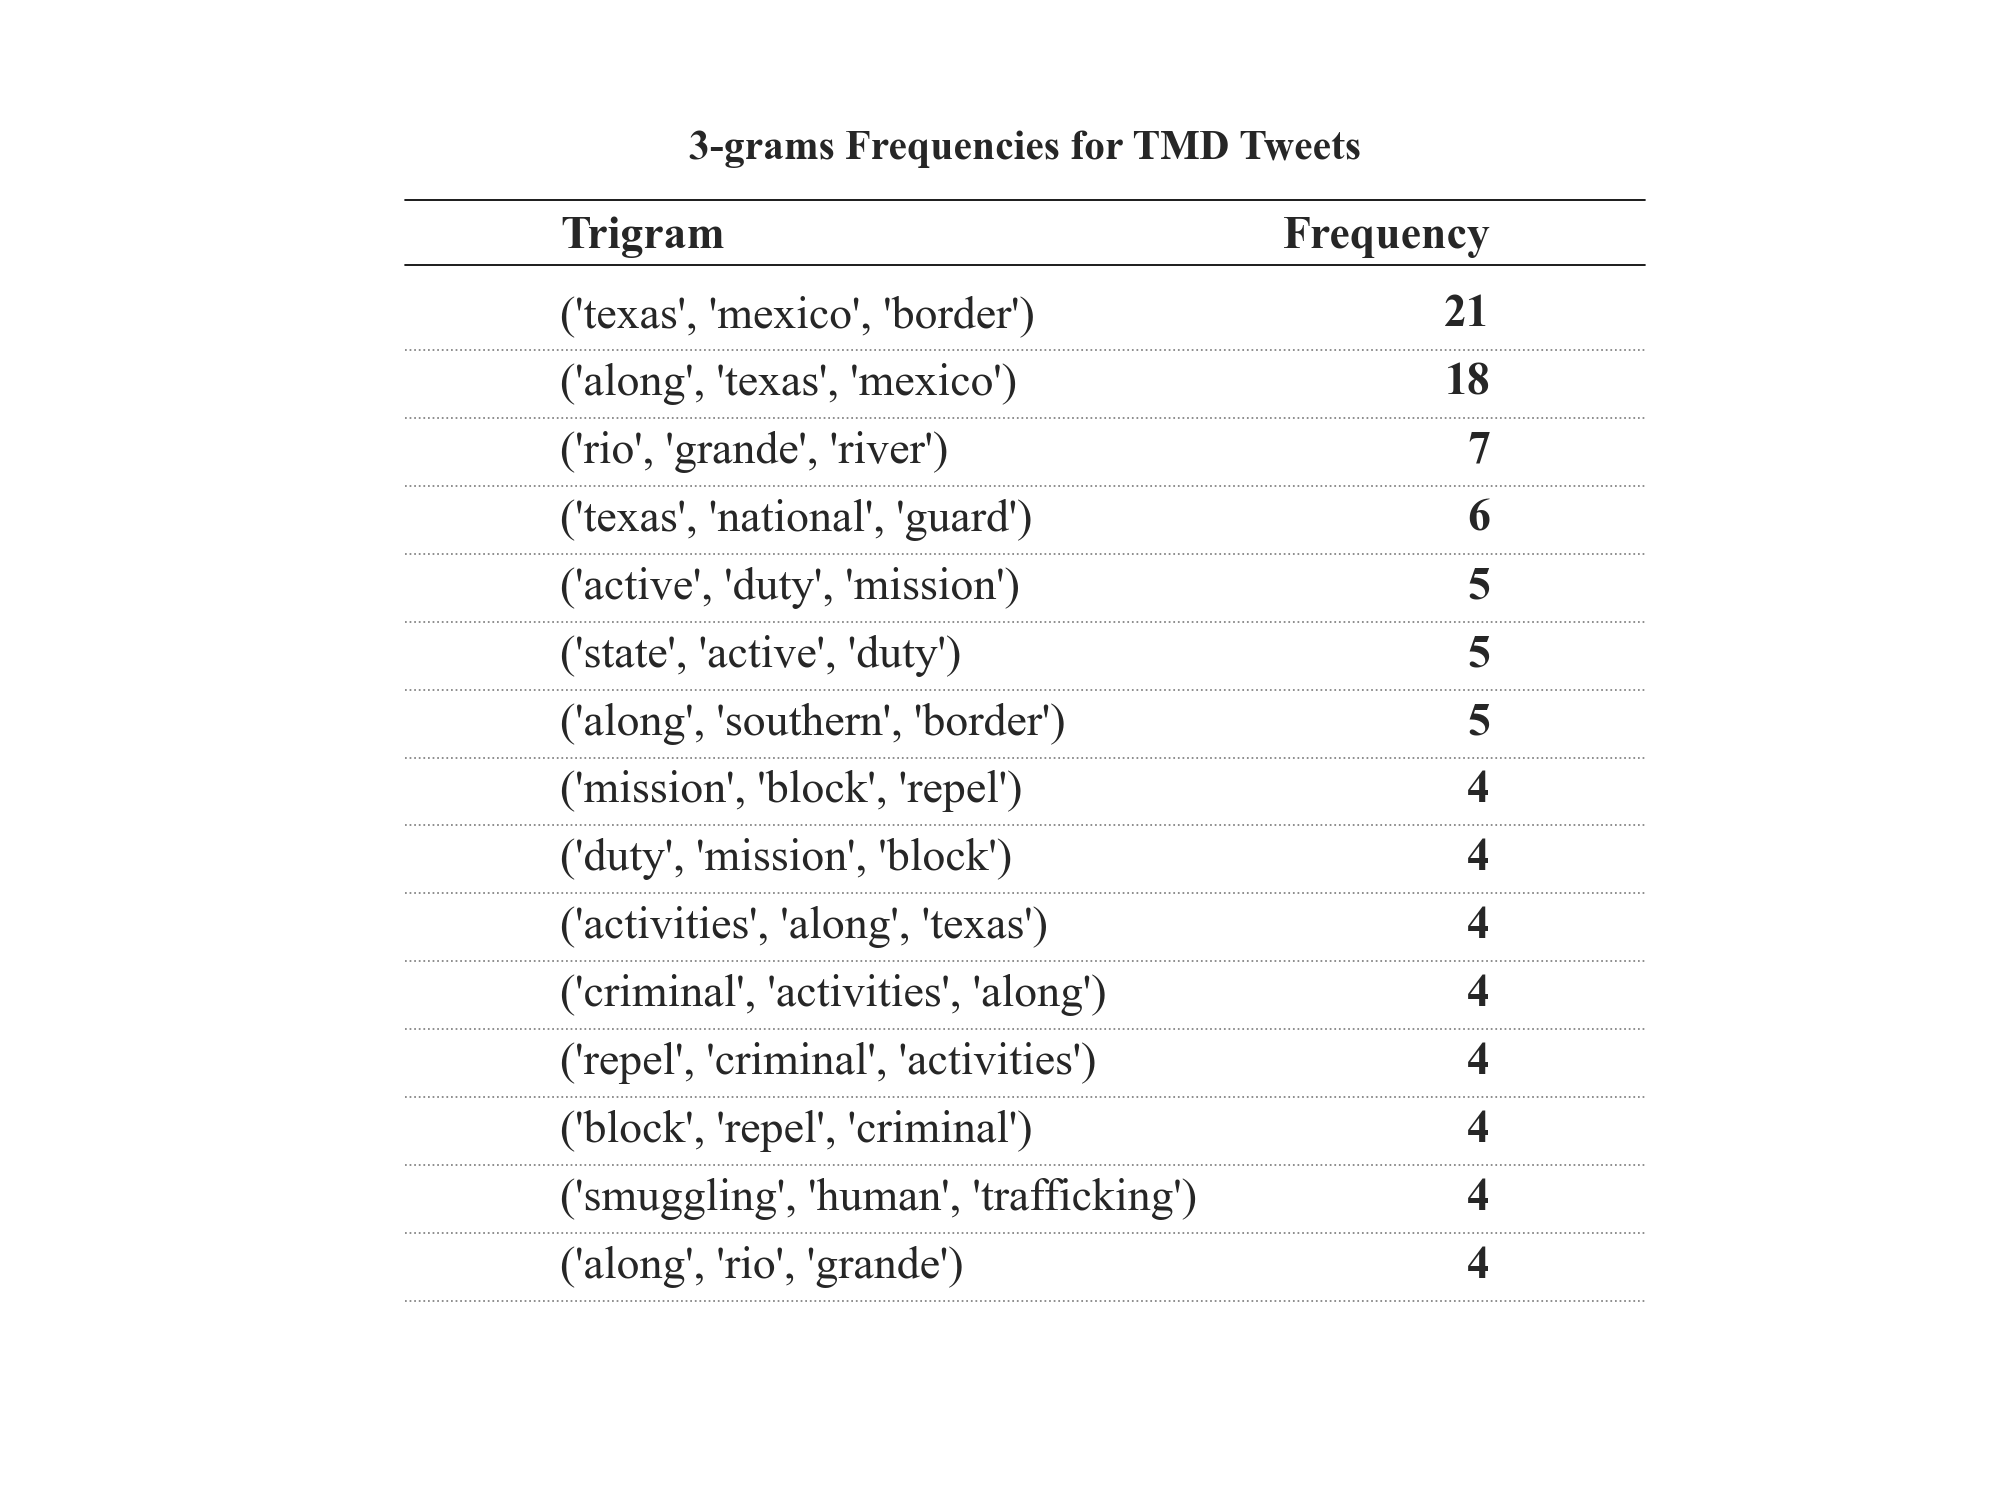 3-grams Frequencies for TMD Tweets
Trigram Frequency
('texas', 'mexico', 'border') 21
('along', 'texas', 'mexico') 18
('rio', 'grande', 'river') 7
('texas', 'national', 'guard') 6
('active', 'duty', 'mission') 5
('state', 'active', 'duty') 5
('along', 'southern', 'border') 5
('mission', 'block', 'repel') 4
('duty', 'mission', 'block') 4
('activities', 'along', 'texas') 4
('criminal', 'activities', 'along') 4
('repel', 'criminal', 'activities') 4
('block', 'repel', 'criminal') 4
('smuggling', 'human', 'trafficking') 4
('along', 'rio', 'grande') 4